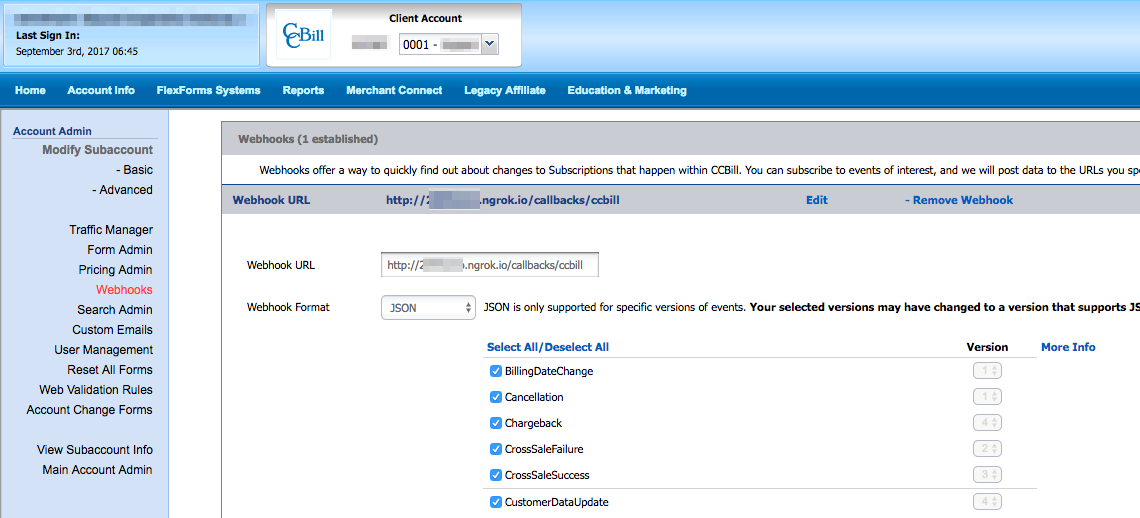 Last Sign In:
September 3rd, 2017 06:45
CCBill
Client Account
0001 -
Home Account Info FlexForms Systems Reports Merchant Connect Legacy Affiliate Education & Marketing
Account Admin
Modify Subaccount
- Basic
- Advanced
Traffic Manager
Form Admin
Pricing Admin
Webhooks
Search Admin
Custom Emails
User Management
Reset All Forms
Web Validation Rules
Account Change Forms
View Subaccount Info
Main Account Admin
Webhooks (1 established)
Webhooks offer a way to quickly find out about changes to Subscriptions that happen within CCBill. You can subscribe to events of interest, and we will post data to the URLs you spe
Webhook URL http://2 .ngrok.io/callbacks/ccbill Edit - Remove Webhook
Webhook URL http://2 .ngrok.io/callbacks/ccbill
Webhook Format JSON JSON is only supported for specific versions of events. Your selected versions may have changed to a version that supports JS
Select All/Deselect All Version More Info
BillingDateChange 1
Cancellation 1
Chargeback 4
CrossSaleFailure 2
CrossSaleSuccess 3
CustomerDataUpdate 4